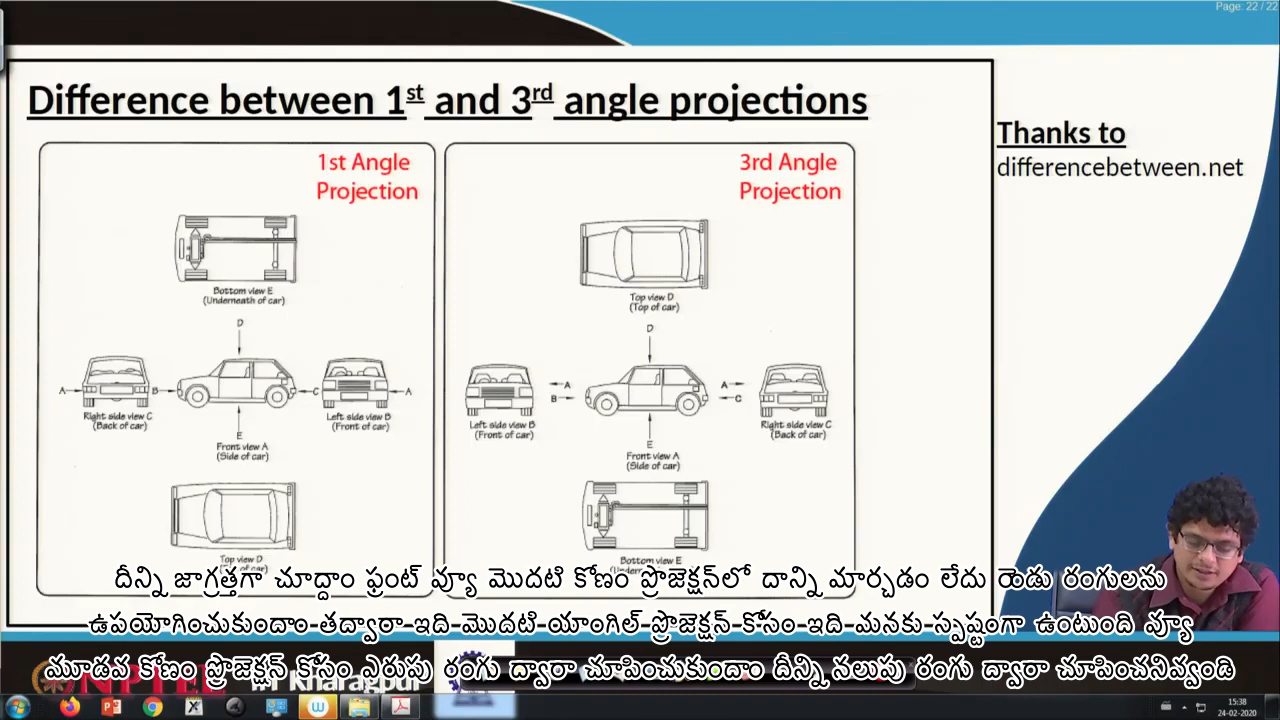 Page: 22 / 22
Difference between 1st and 3rd angle projections
Thanks to
differencebetween.net
1st Angle
Projection
Bottom view E
(Underneath of car)
D
A
B
C
A
Right side view C
(Back of car)
Left side view B
(Front of car)
E
Front view A
(Side of car)
Top view D
3rd Angle
Projection
Top view D
(Top of car)
D
A
B
A
C
Left side view B
(Front of car)
Right side view C
(Back of car)
E
Front view A
(Side of car)
Bottom view E
దీన్ని జాగ్రత్తగా చూద్దాం ఫ్రంట్ వ్యూ మొదటి కోణం ప్రొజెక్షన్‌లో దాన్ని మార్చడం లేదు రెండు రంగులను
ఉపయోగించుకుందాం తద్వారా ఇది మొదటి యాంగిల్ ప్రొజెక్షన్ కోసం ఇది మనకు స్పష్టంగా ఉంటుంది వ్యూ
మూడవ కోణం ప్రొజెక్షన్ కోసం ఎరుపు రంగు ద్వారా చూపించుకుందాం దీన్ని నలుపు రంగు ద్వారా చూపించనివ్వండి
15:38
24-02-2020